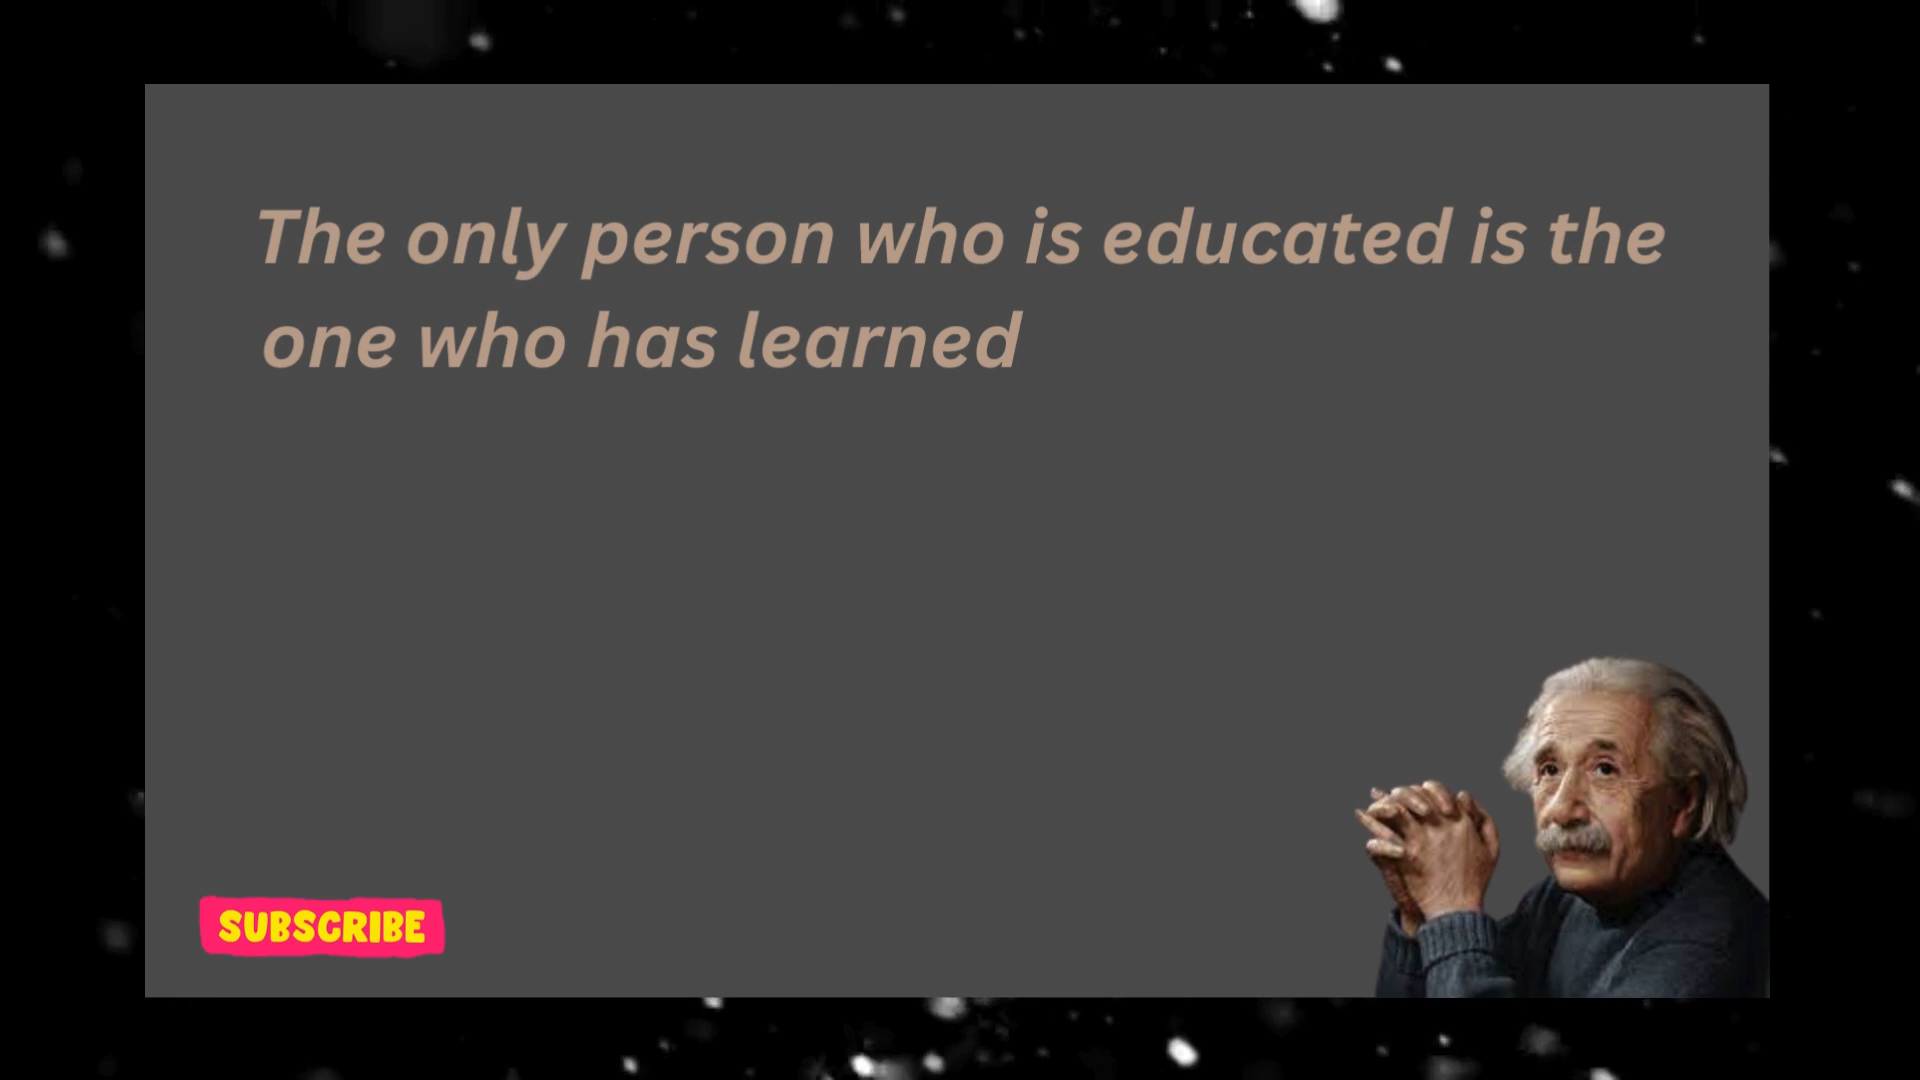 The only person who is educated is the
one who has learned
SUBSCRIBE